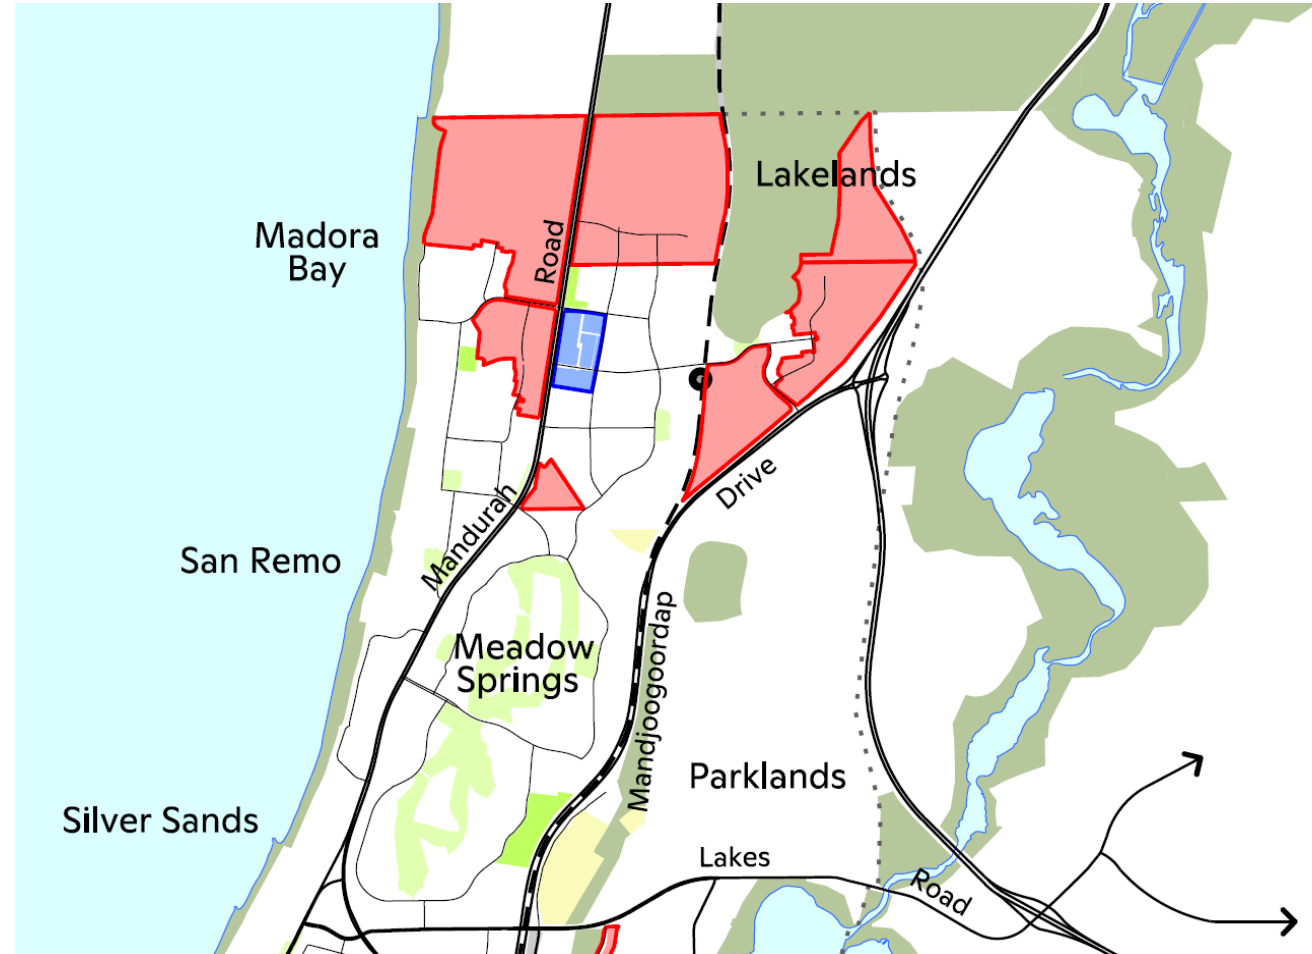 Lakelands
Madora
Bay
Road
Drive
Mandurah
San Remo
Meadow
Springs
Mandjoogoordap
Parklands
Silver Sands
Lakes
Road